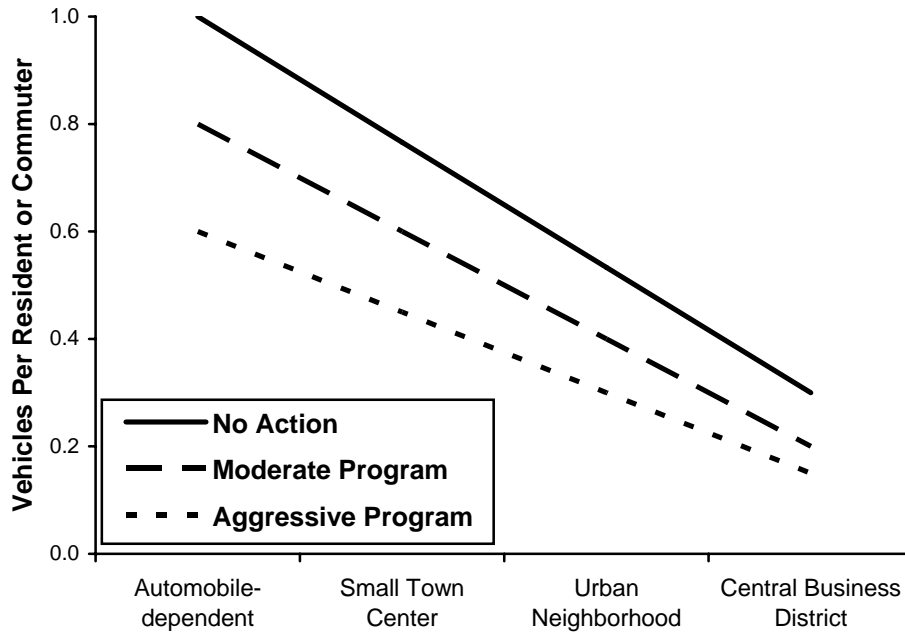 Vehicles Per Resident or Commuter
1.0
0.8
0.6
0.4
0.2
0.0
No Action
Moderate Program
Aggressive Program
Automobile-
dependent
Small Town
Center
Urban
Neighborhood
Central Business
District